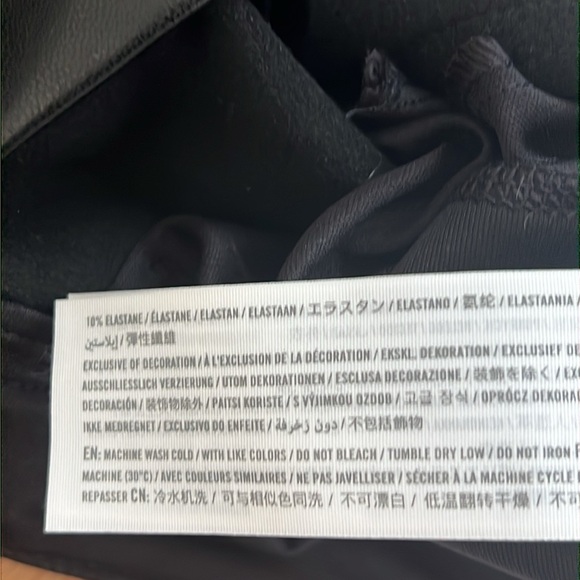 10% ELASTANE / ÉLASTANE / ELASTAN / ELASTAAN / エラスタン / ELASTANO / 氨纶 / ELASTAANIA /
إيلاستين / 彈性纖維
EXCLUSIVE OF DECORATION / À L'EXCLUSION DE LA DÉCORATION / EKSKL. DEKORATION / EXCLUSIEF DE
AUSSCHLIESSLICH VERZIERUNG / UTOM DEKORATIONEN / ESCLUSA DECORAZIONE / 装飾を除く / EXC
DECORACIÓN / 装饰物除外 / PAITSI KORISTE / S VÝJIMKOU OZDOB / 고급 장식 / OPRÓCZ DEKORA
IKKE MEDREGNET / EXCLUSIVO DO ENFEITE / دون زخرفة / 不包括飾物
EN: MACHINE WASH COLD / WITH LIKE COLORS / DO NOT BLEACH / TUMBLE DRY LOW / DO NOT IRON F
MACHINE (30°C) / AVEC COULEURS SIMILAIRES / NE PAS JAVELLISER / SÉCHER À LA MACHINE CYCLE
REPASSER CN: 冷水机洗 / 可与相似色同洗 / 不可漂白 / 低温翻转干燥 / 不可